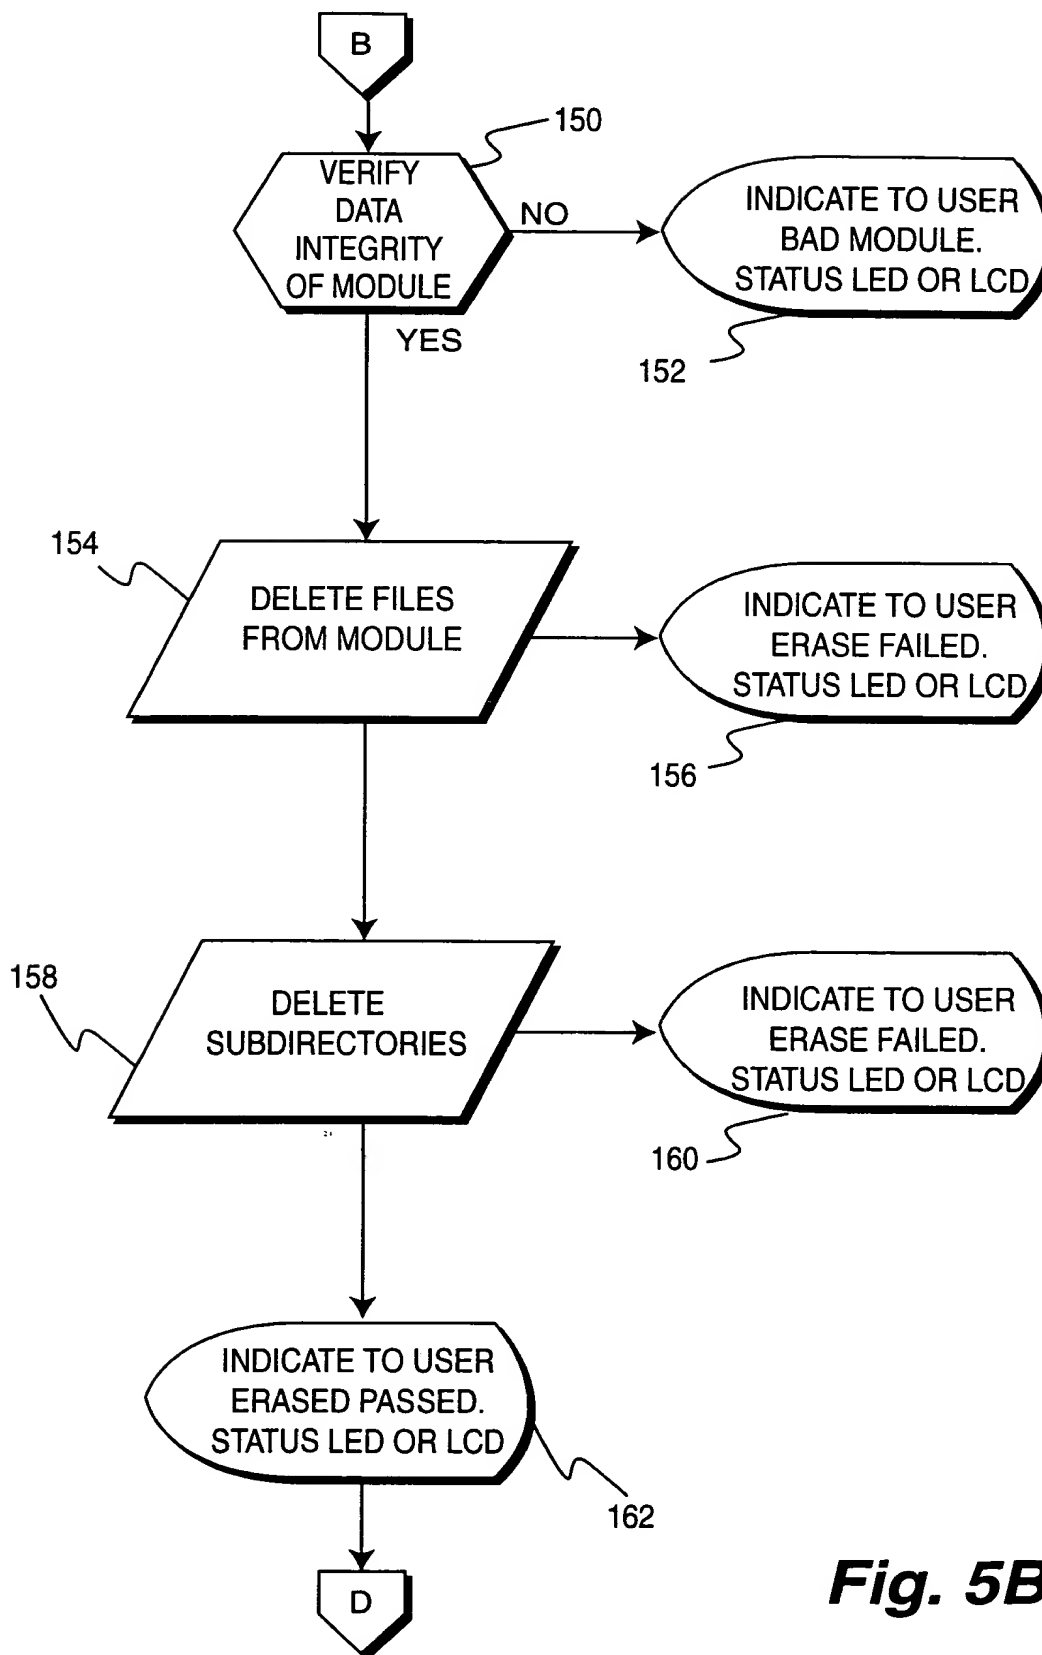 B
150
VERIFY
DATA
INTEGRITY
OF MODULE
NO
INDICATE TO USER
BAD MODULE.
STATUS LED OR LCD
YES
152
154
DELETE FILES
FROM MODULE
INDICATE TO USER
ERASE FAILED.
STATUS LED OR LCD
156
158
DELETE
SUBDIRECTORIES
INDICATE TO USER
ERASE FAILED.
STATUS LED OR LCD
160
INDICATE TO USER
ERASED PASSED.
STATUS LED OR LCD
162
D
Fig. 5B